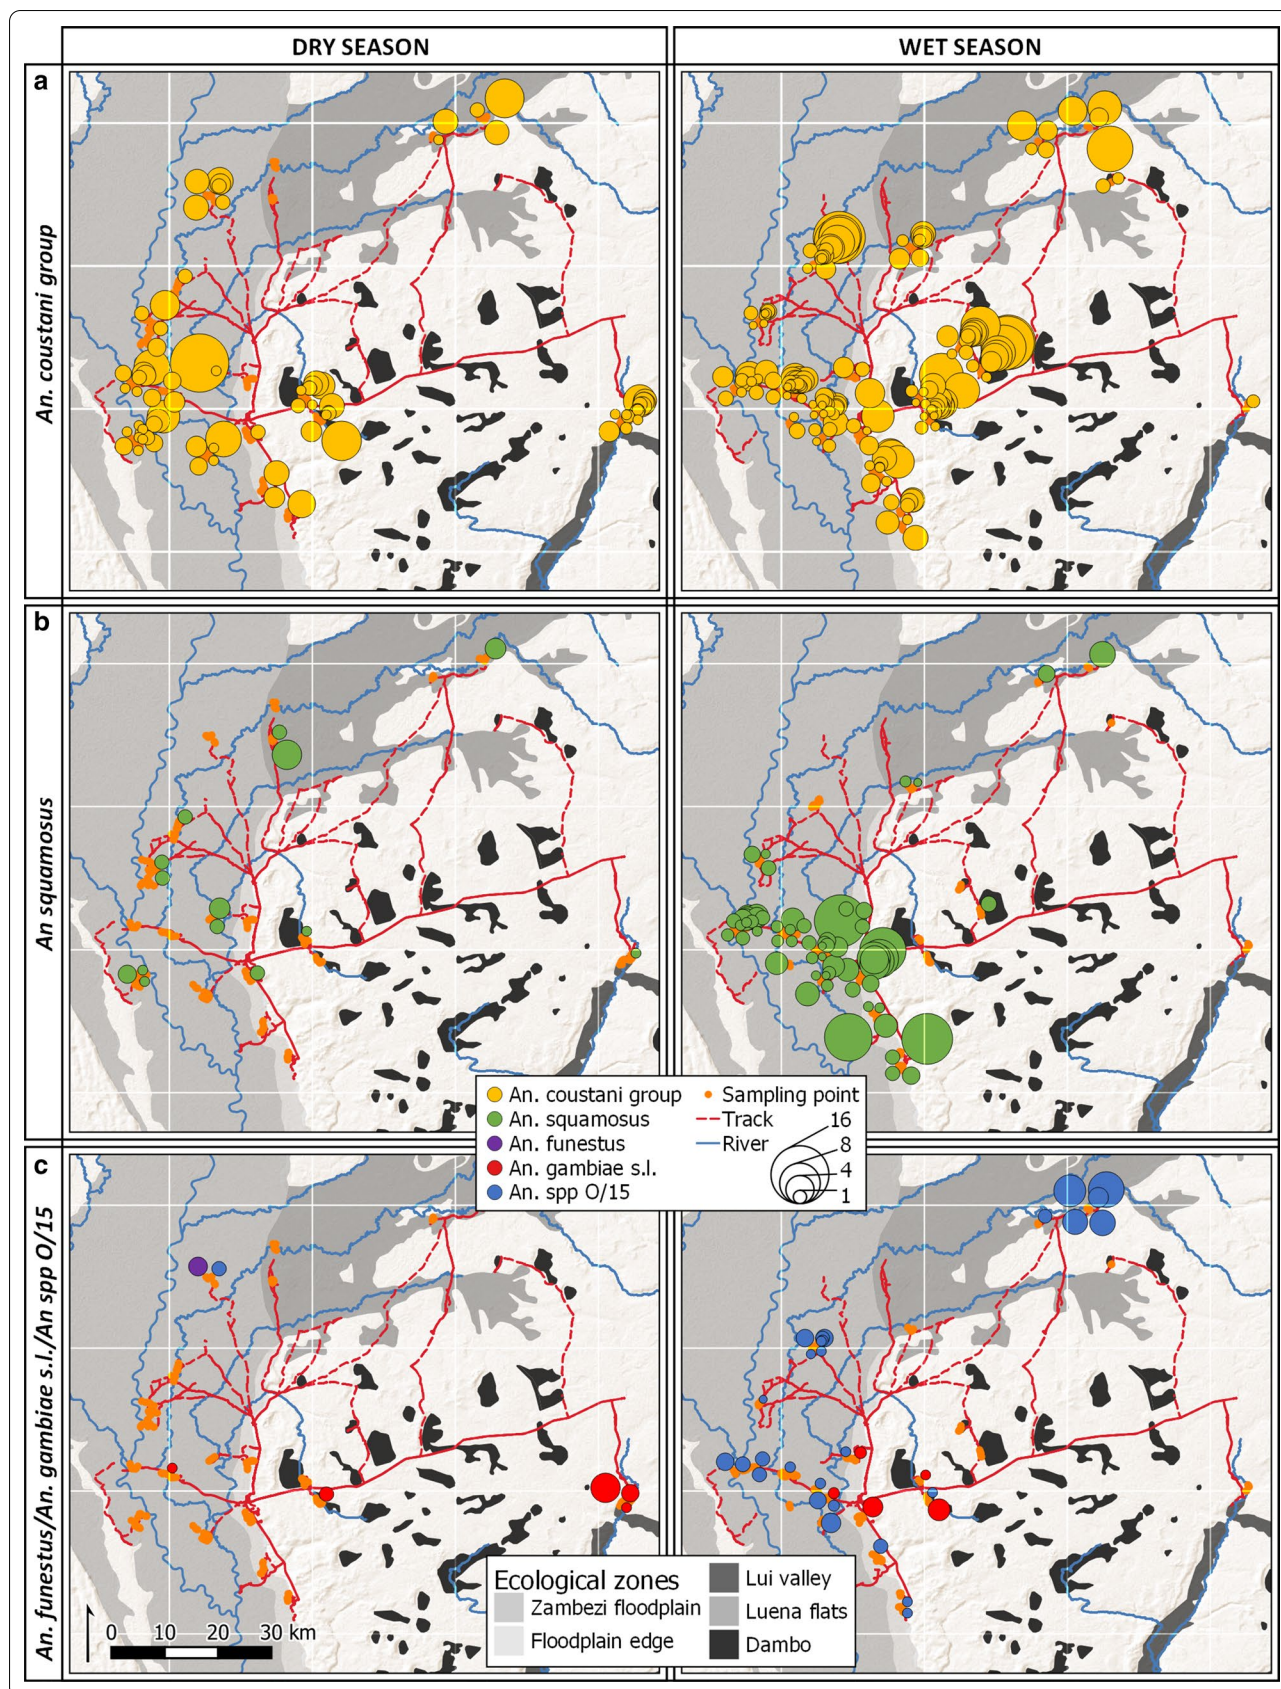 DRY SEASON
WET SEASON
a
An. coustani group
b
An squamosus
An. coustani group
An. squamosus
An. funestus
An. gambiae s.l.
An. spp O/15
Sampling point
Track
River
16
8
4
1
c
An. funestus/An. gambiae s.l./An spp O/15
0 10 20 30 km
Ecological zones
Zambezi floodplain
Floodplain edge
Lui valley
Luena flats
Dambo